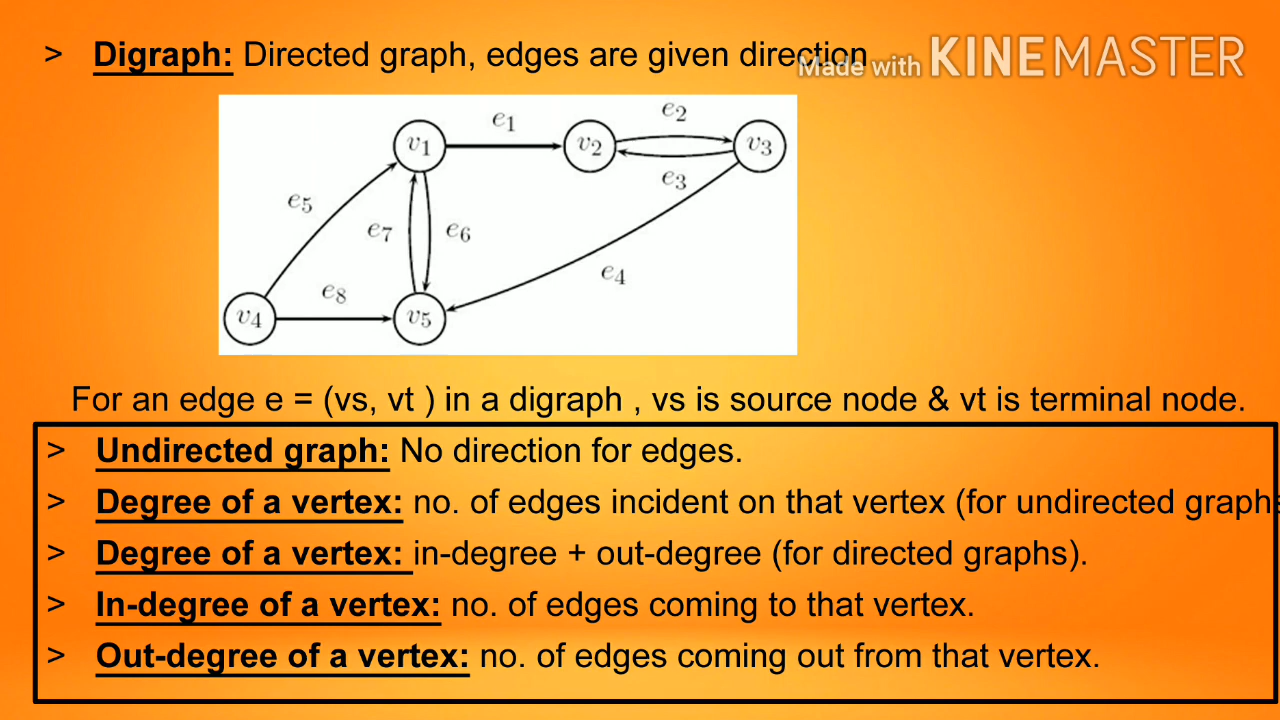 > Digraph: Directed graph, edges are given direction
Made with KINEMASTER
e1
e2
v1
v2
v3
e3
e5
e7
e6
e4
e8
v4
v5
For an edge e = (vs, vt ) in a digraph , vs is source node & vt is terminal node.
> Undirected graph: No direction for edges.
> Degree of a vertex: no. of edges incident on that vertex (for undirected graphs
> Degree of a vertex: in-degree + out-degree (for directed graphs).
> In-degree of a vertex: no. of edges coming to that vertex.
> Out-degree of a vertex: no. of edges coming out from that vertex.